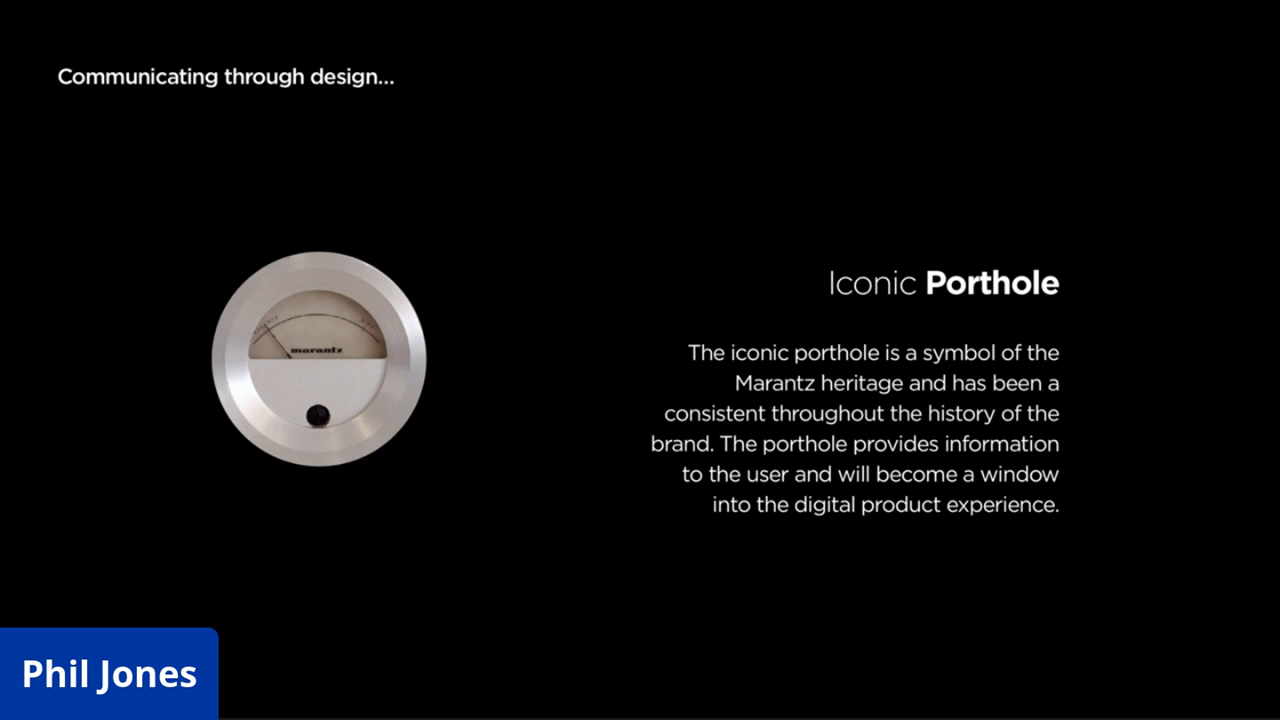 Communicating through design...
marantz
Iconic Porthole
The iconic porthole is a symbol of the
Marantz heritage and has been a
consistent throughout the history of the
brand. The porthole provides information
to the user and will become a window
into the digital product experience.
Phil Jones